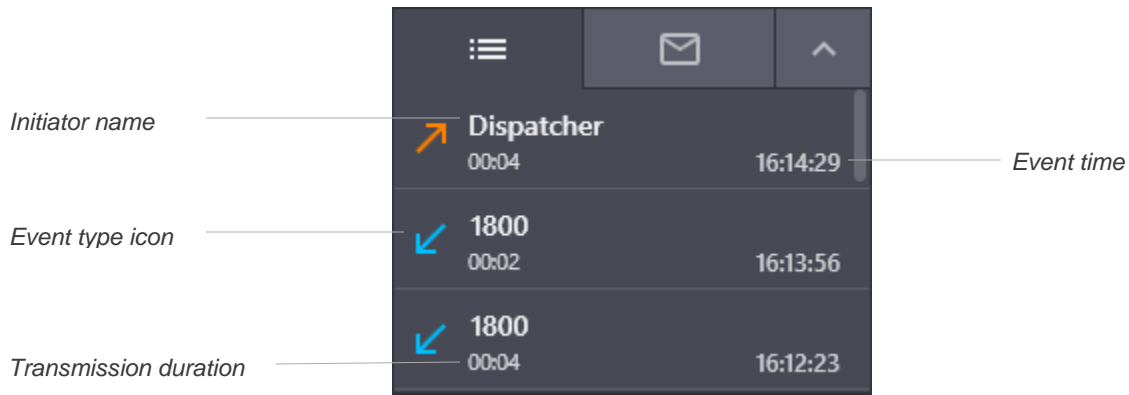 Initiator name
Dispatcher
00:04
16:14:29
Event time
Event type icon
1800
00:02
16:13:56
1800
Transmission duration
00:04
16:12:23